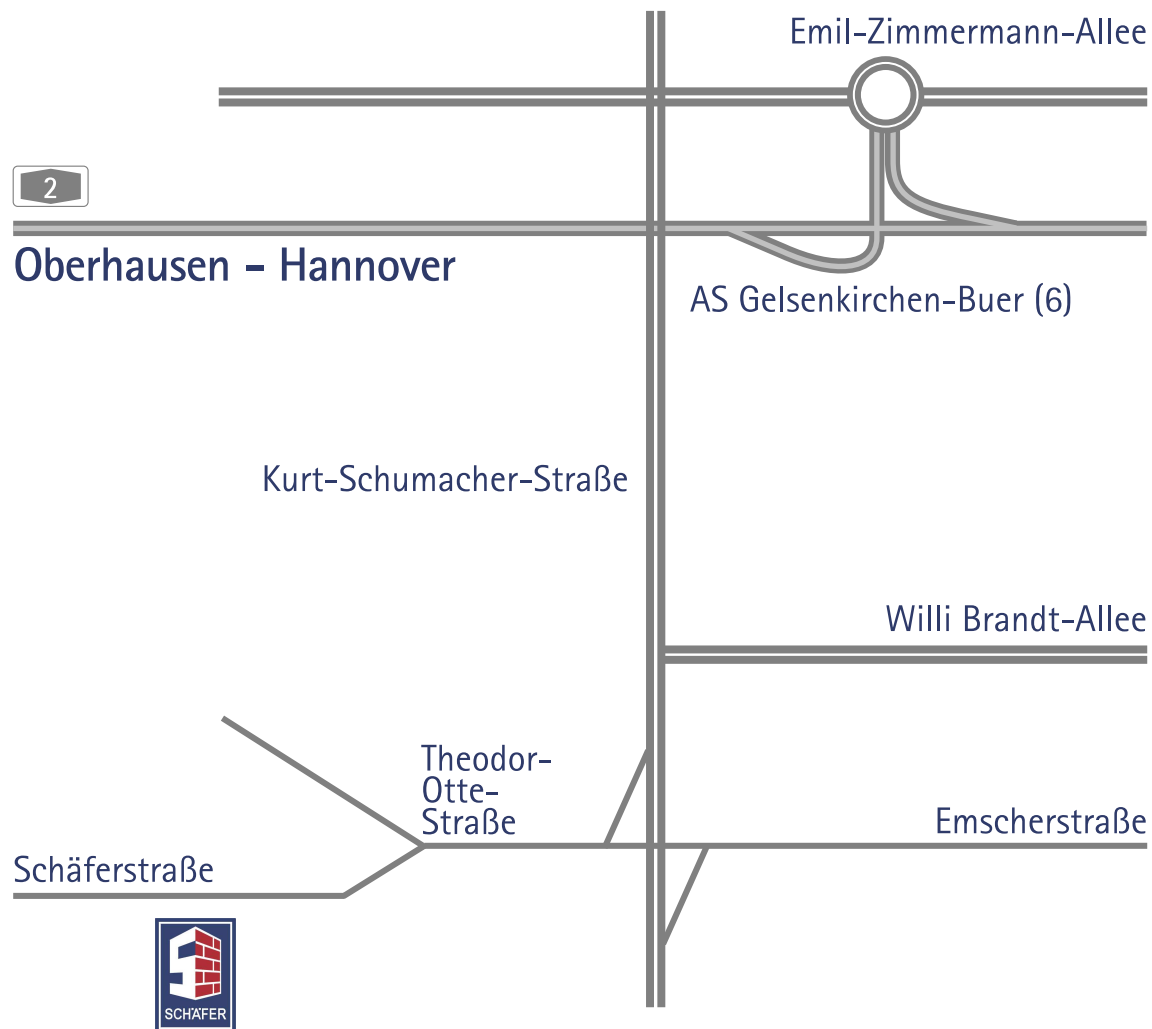 Emil-Zimmermann-Allee
2
Oberhausen - Hannover
AS Gelsenkirchen-Buer (6)
Kurt-Schumacher-Straße
Willi Brandt-Allee
Theodor-
Otte-
Straße
Emscherstraße
Schäferstraße
SCHÄFER